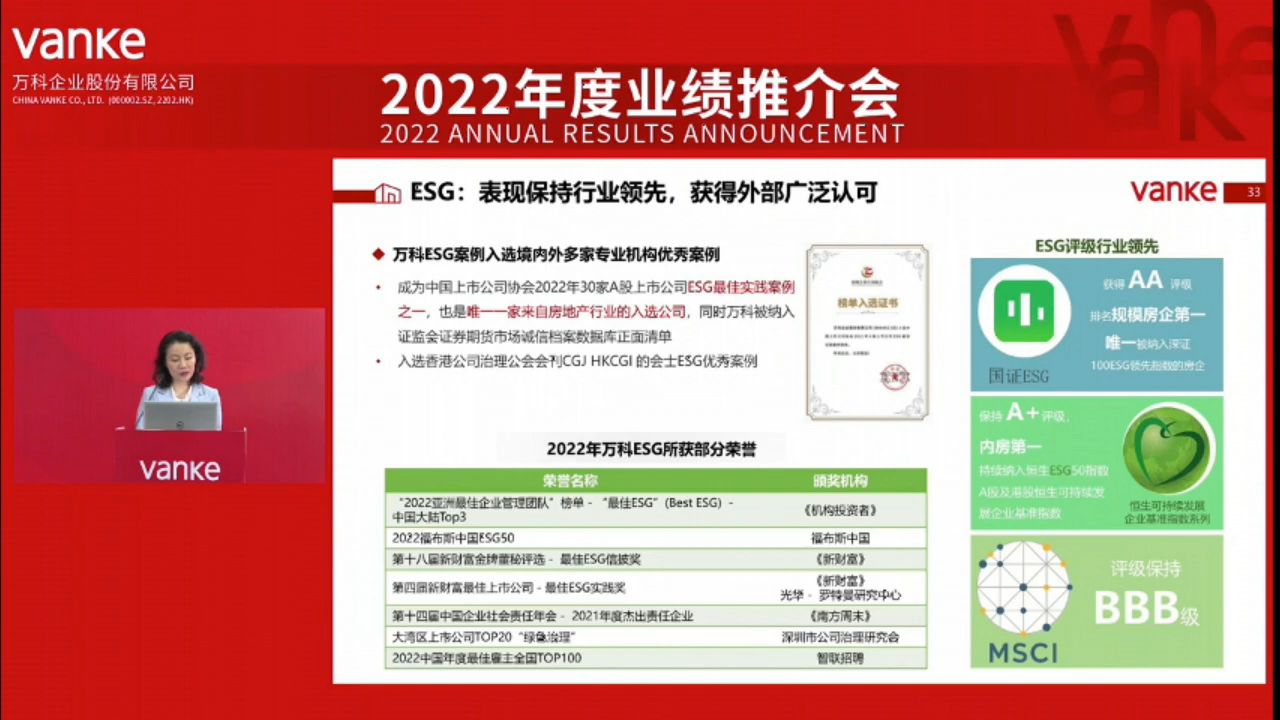 vanke
万科企业股份有限公司
CHINA VANKE CO., LTD. (000002.SZ, 2202.HK)
2022年度业绩推介会
2022 ANNUAL RESULTS ANNOUNCEMENT
vanke
ESG：表现保持行业领先，获得外部广泛认可
vanke
33
◆ 万科ESG案例入选境内外多家专业机构优秀案例
• 成为中国上市公司协会2022年30家A股上市公司ESG最佳实践案例
之一，也是唯一一家来自房地产行业的入选公司，同时万科被纳入
证监会证券期货市场诚信档案数据库正面清单
• 入选香港公司治理公会会刊CGJ HKCGI 的会士ESG优秀案例
榜单入选证书
2022年万科ESG所获部分荣誉
荣誉名称 颁奖机构
“2022亚洲最佳企业管理团队”榜单 - “最佳ESG”(Best ESG) -
中国大陆Top3
《机构投资者》
2022福布斯中国ESG50 福布斯中国
第十八届新财富金牌董秘评选 - 最佳ESG信披奖 《新财富》
第四届新财富最佳上市公司 - 最佳ESG实践奖
《新财富》
光华 - 罗特曼研究中心
第十四届中国企业社会责任年会 - 2021年度杰出责任企业 《南方周末》
大湾区上市公司TOP20“绿色治理” 深圳市公司治理研究会
2022中国年度最佳雇主全国TOP100 智联招聘
ESG评级行业领先
获得 AA 评级
排名规模房企第一
唯一被纳入深证
100ESG领先指数的房企
国证ESG
保持 A+ 评级，
内房第一
持续纳入恒生ESG50指数
A股及港股恒生可持续发
展企业基准指数
恒生可持续发展
企业基准指数系列
评级保持
BBB级
MSCI
vanke